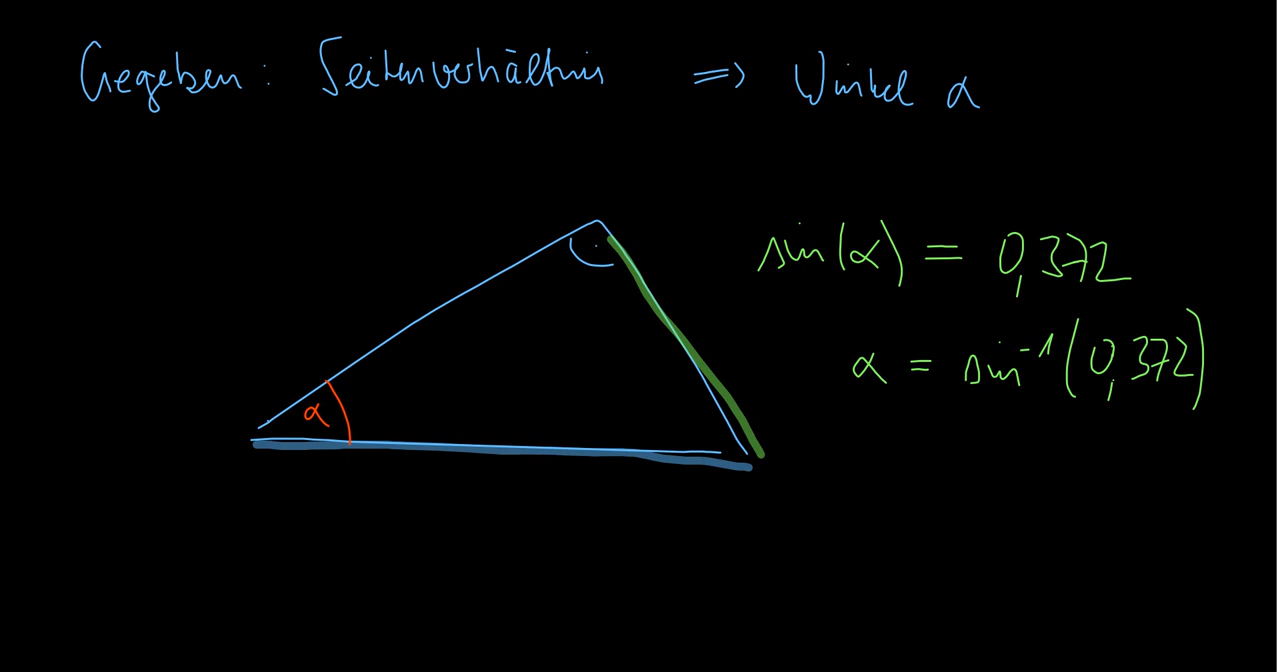 Gegeben: Seitenverhältnis ⟹ Winkel α
sin(α) = 0,372
α = sin⁻¹(0,372)
α